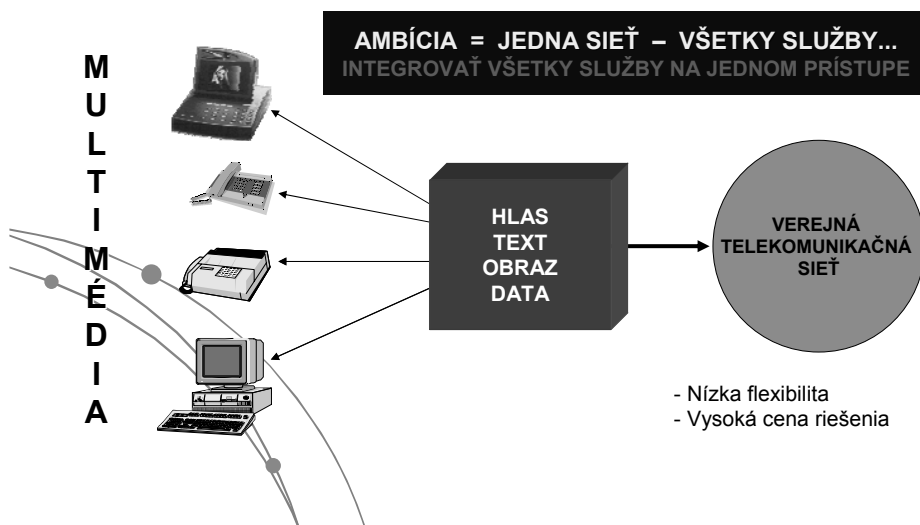 AMBÍCIA = JEDNA SIEŤ – VŠETKY SLUŽBY...
INTEGROVAŤ VŠETKY SLUŽBY NA JEDNOM PRÍSTUPE
MULTIMÉDIA
HLAS
TEXT
OBRAZ
DATA
VEREJNÁ
TELEKOMUNIKAČNÁ
SIEŤ
- Nízka flexibilita
- Vysoká cena riešenia